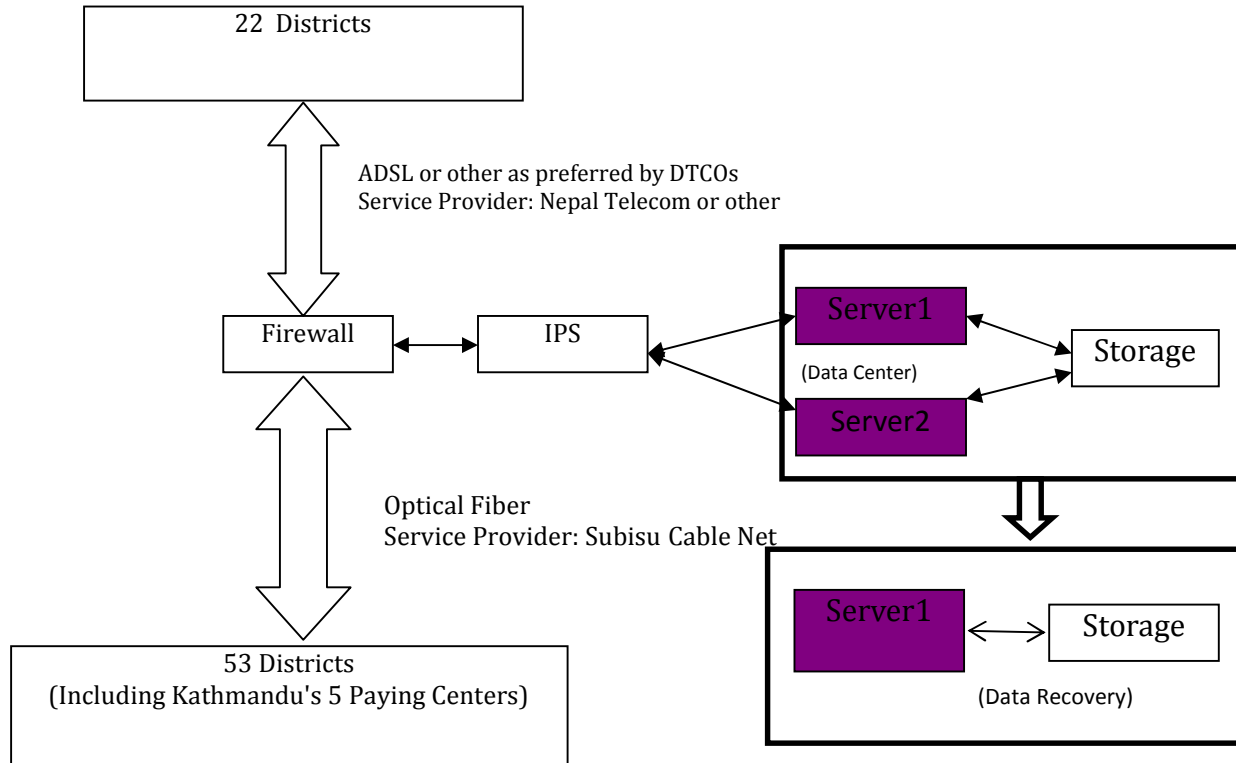 22 Districts
ADSL or other as preferred by DTCOs
Service Provider: Nepal Telecom or other
Firewall
IPS
Server1
(Data Center)
Server2
Storage
Optical Fiber
Service Provider: Subisu Cable Net
Server1
Storage
(Data Recovery)
53 Districts
(Including Kathmandu's 5 Paying Centers)